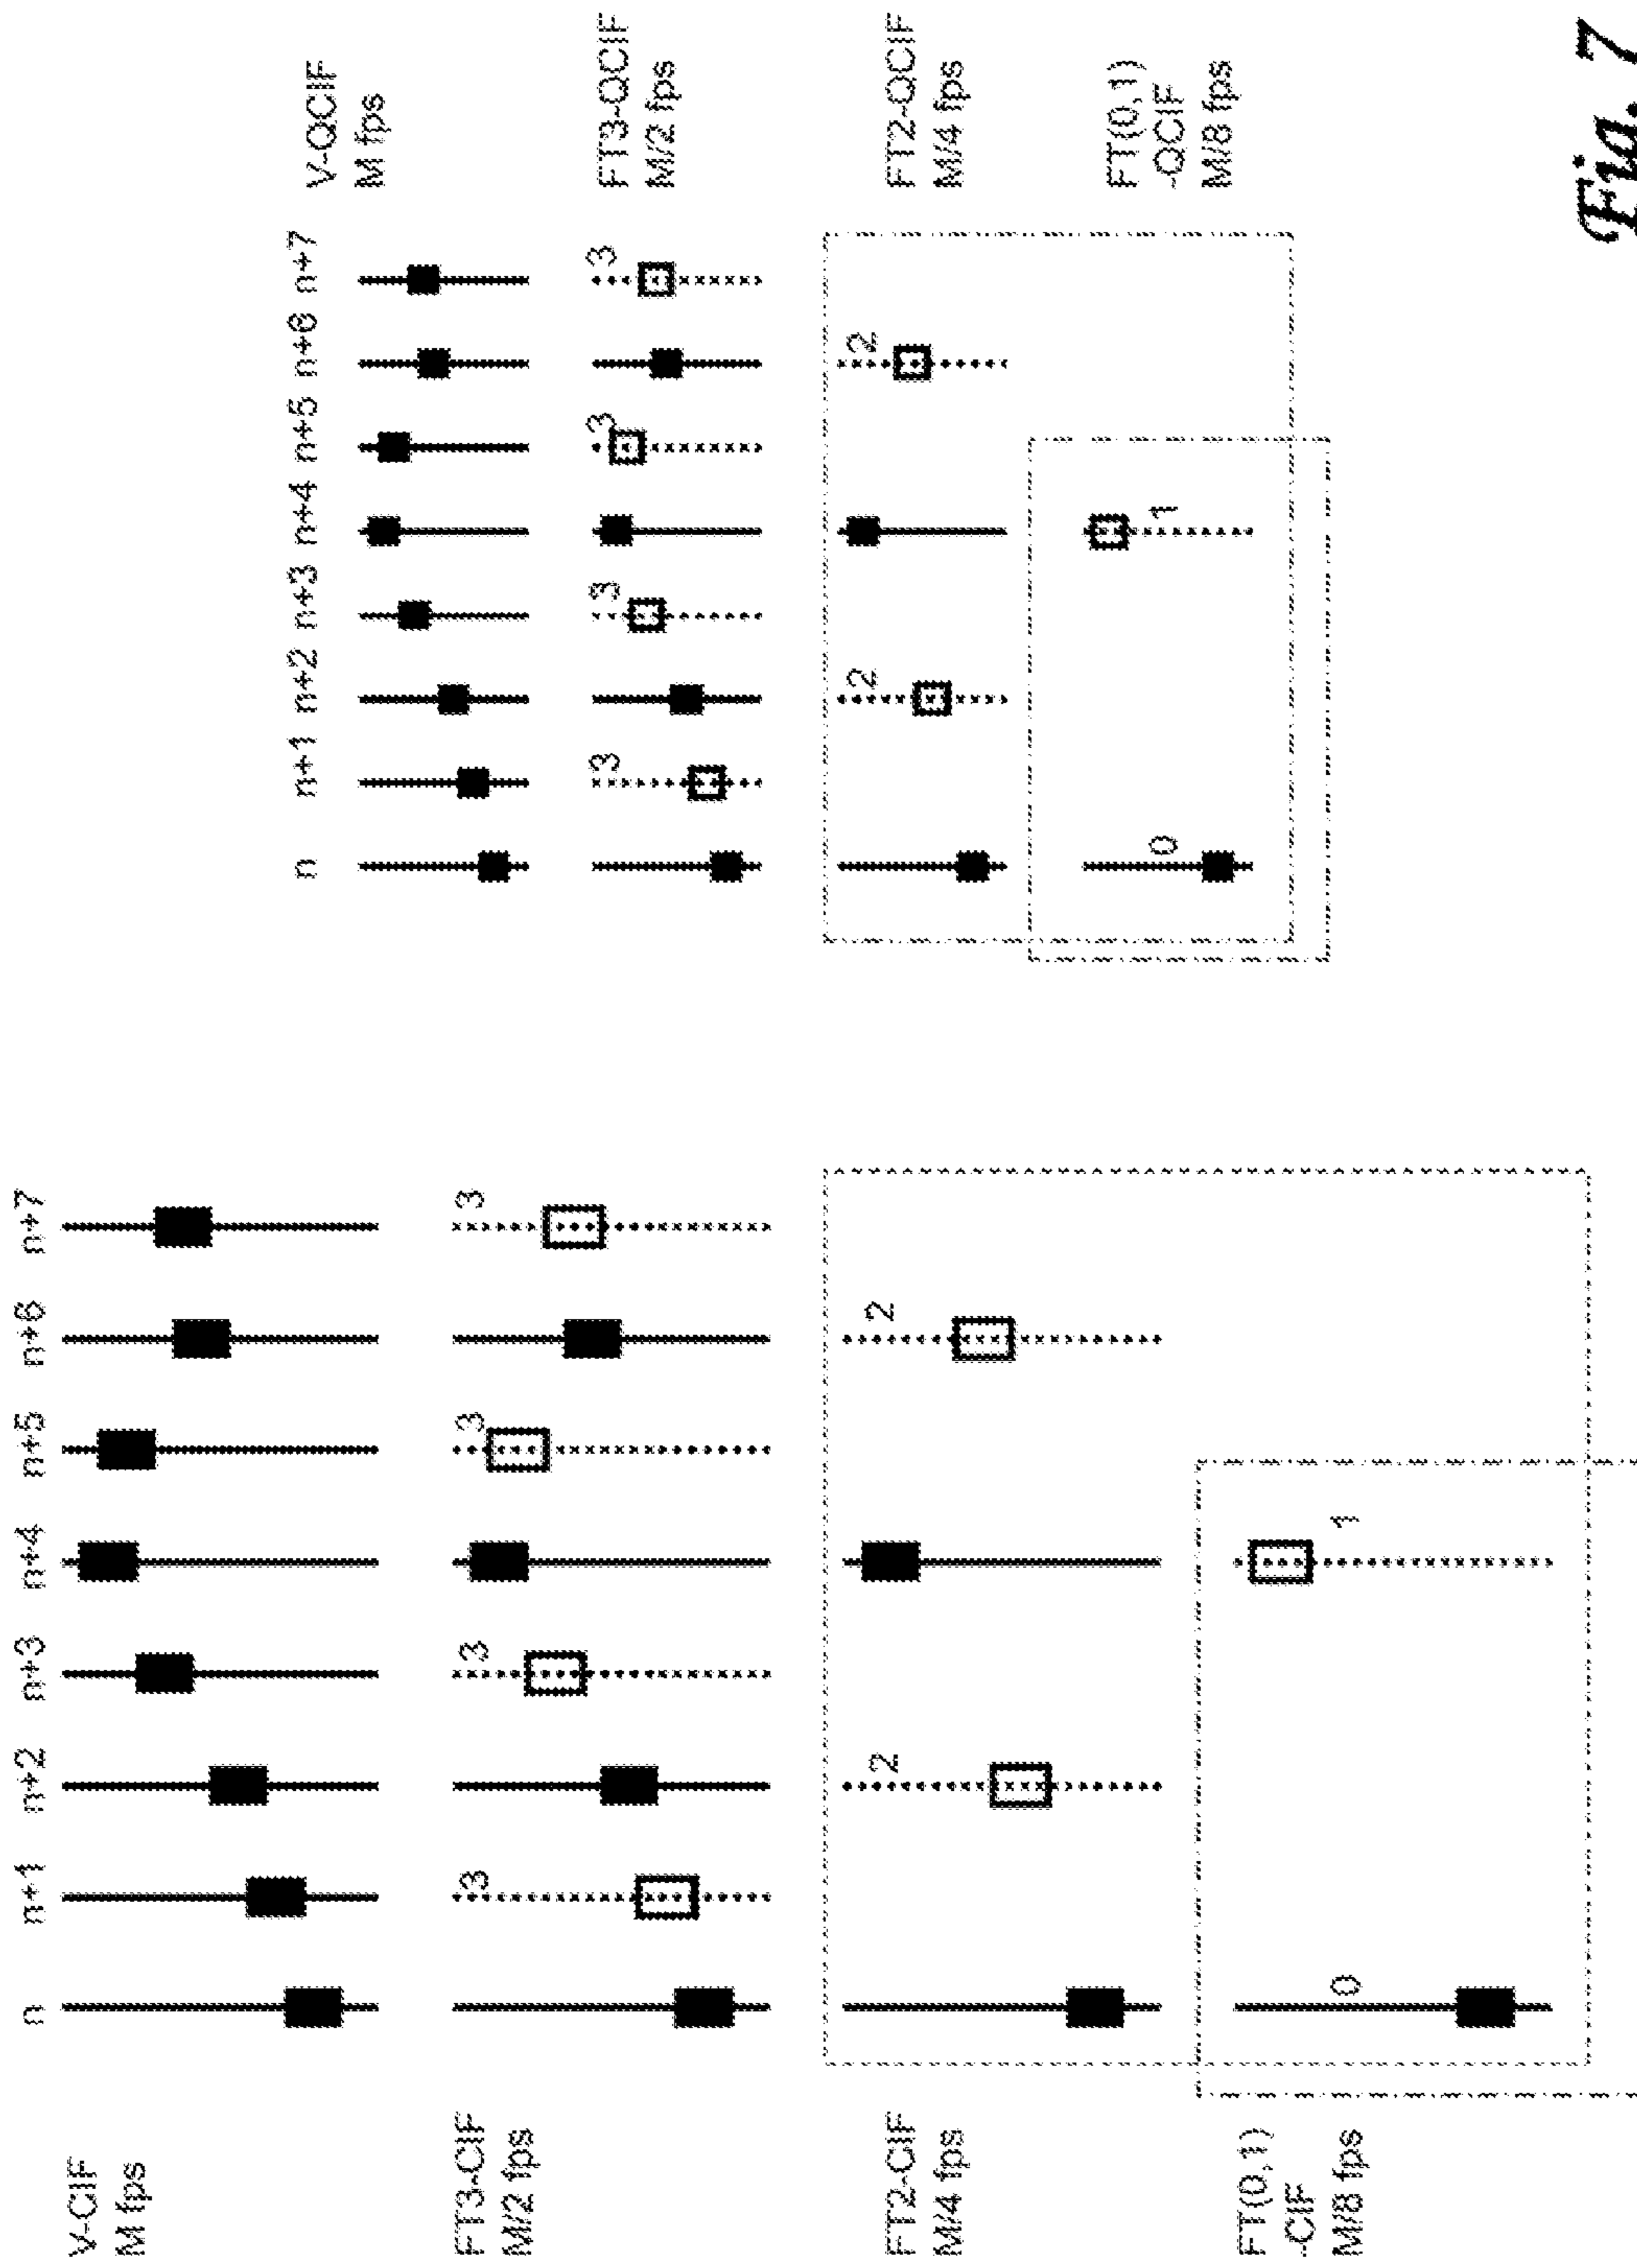 n n+1 n+2 n+3 n+4 n+5 n+6 n+7
V-CIF
M fps
3 3 3 3
FT3-CIF
M/2 fps
2 2
FT2-CIF
M/4 fps
0 1
FT(0,1)
-CIF
M/8 fps
n n+1 n+2 n+3 n+4 n+5 n+6 n+7
V-QCIF
M fps
3 3 3 3
FT3-QCIF
M/2 fps
2 2
FT2-QCIF
M/4 fps
0 1
FT(0,1)
-QCIF
M/8 fps
Fig. 7